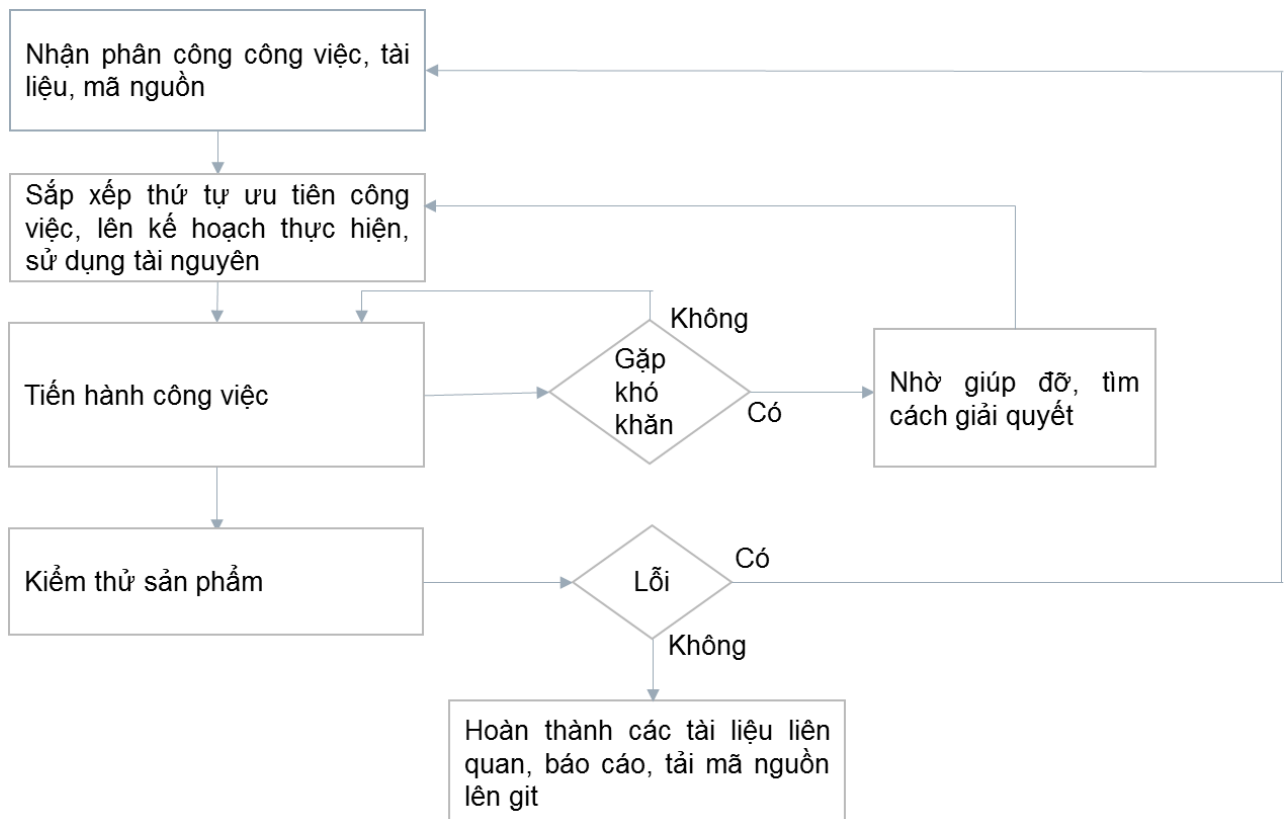 Nhận phân công công việc, tài
liệu, mã nguồn
Sắp xếp thứ tự ưu tiên công
việc, lên kế hoạch thực hiện,
sử dụng tài nguyên
Không
Gặp
khó
khăn
Tiến hành công việc
Có
Nhờ giúp đỡ, tìm
cách giải quyết
Có
Kiểm thử sản phẩm
Lỗi
Không
Hoàn thành các tài liệu liên
quan, báo cáo, tải mã nguồn
lên git